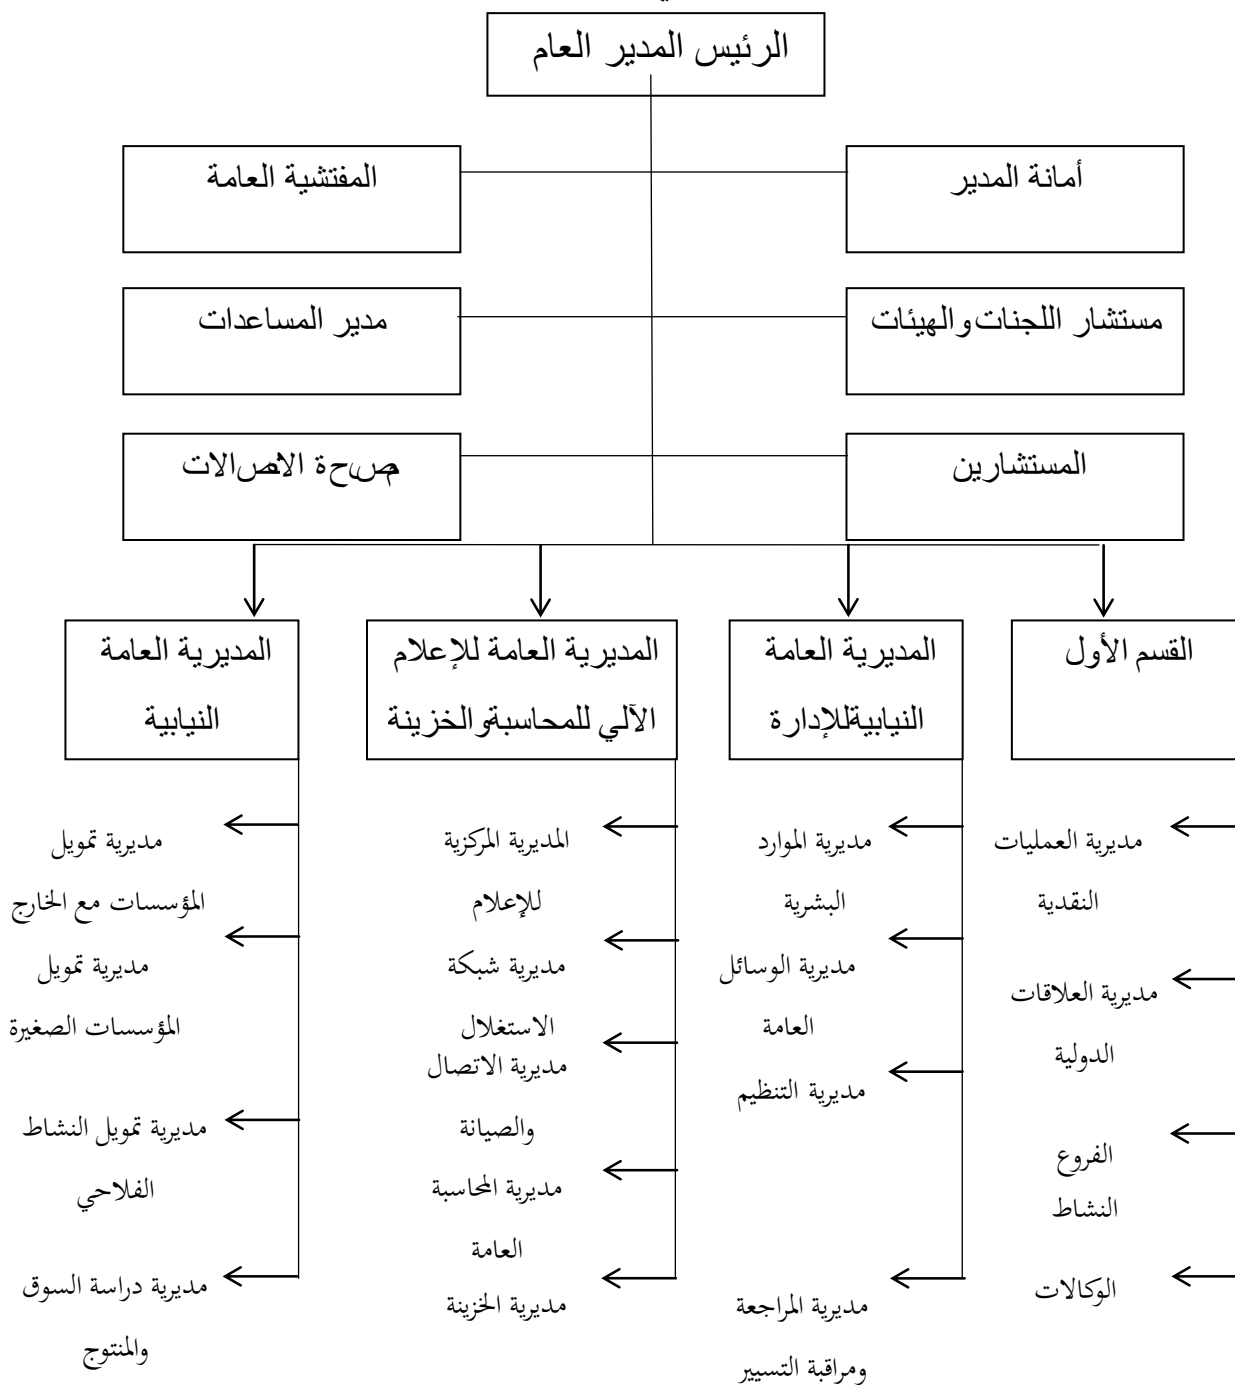 الرئيس المدير العام
أمانة المدير
المفتشية العامة
مستشار اللجنات والهيئات
مدير المساعدات
المستشارين
الاتصالات
القسم الأول
المديرية العامة
النيابية للإدارة
المديرية العامة للإعلام
الآلي للمحاسبة والخزينة
المديرية العامة
النيابية
مديرية العمليات
النقدية
مديرية العلاقات
الدولية
الفروع
النشاط
الوكالات
مديرية الموارد
البشرية
مديرية الوسائل
العامة
مديرية التنظيم
مديرية المراجعة
ومراقبة التسيير
المديرية المركزية
للإعلام
مديرية شبكة
الاستغلال
مديرية الاتصال
والصيانة
مديرية المحاسبة
العامة
مديرية الخزينة
مديرية تمويل
المؤسسات مع الخارج
مديرية تمويل
المؤسسات الصغيرة
مديرية تمويل النشاط
الفلاحي
مديرية دراسة السوق
والمنتوج